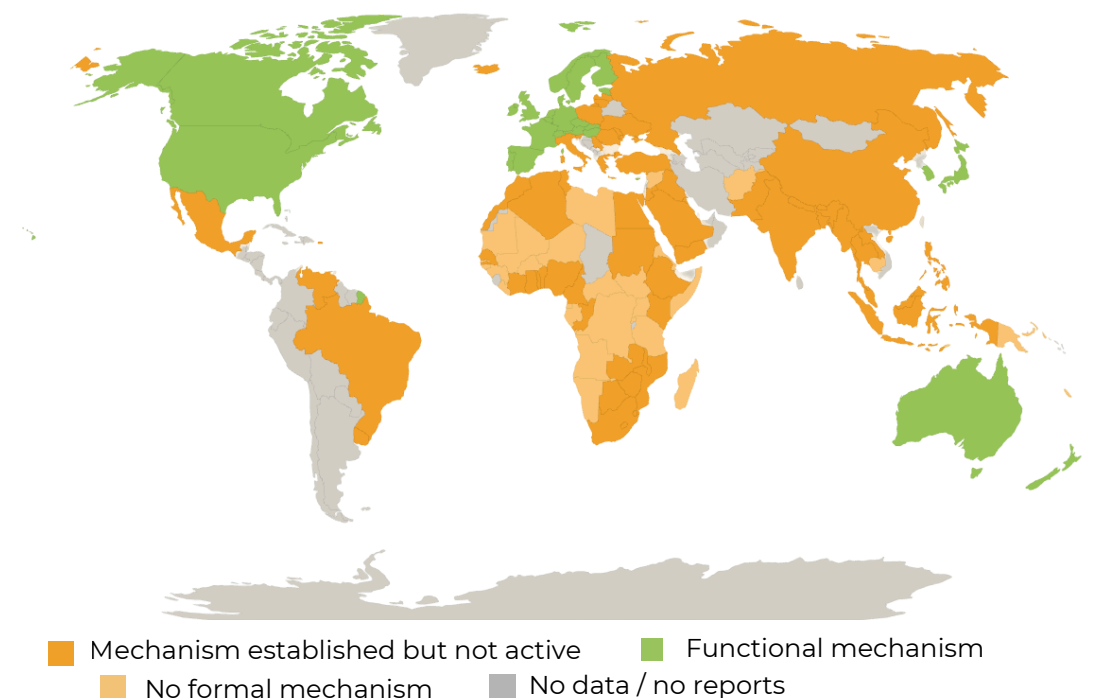 Mechanism established but not active
Functional mechanism
No formal mechanism
No data / no reports